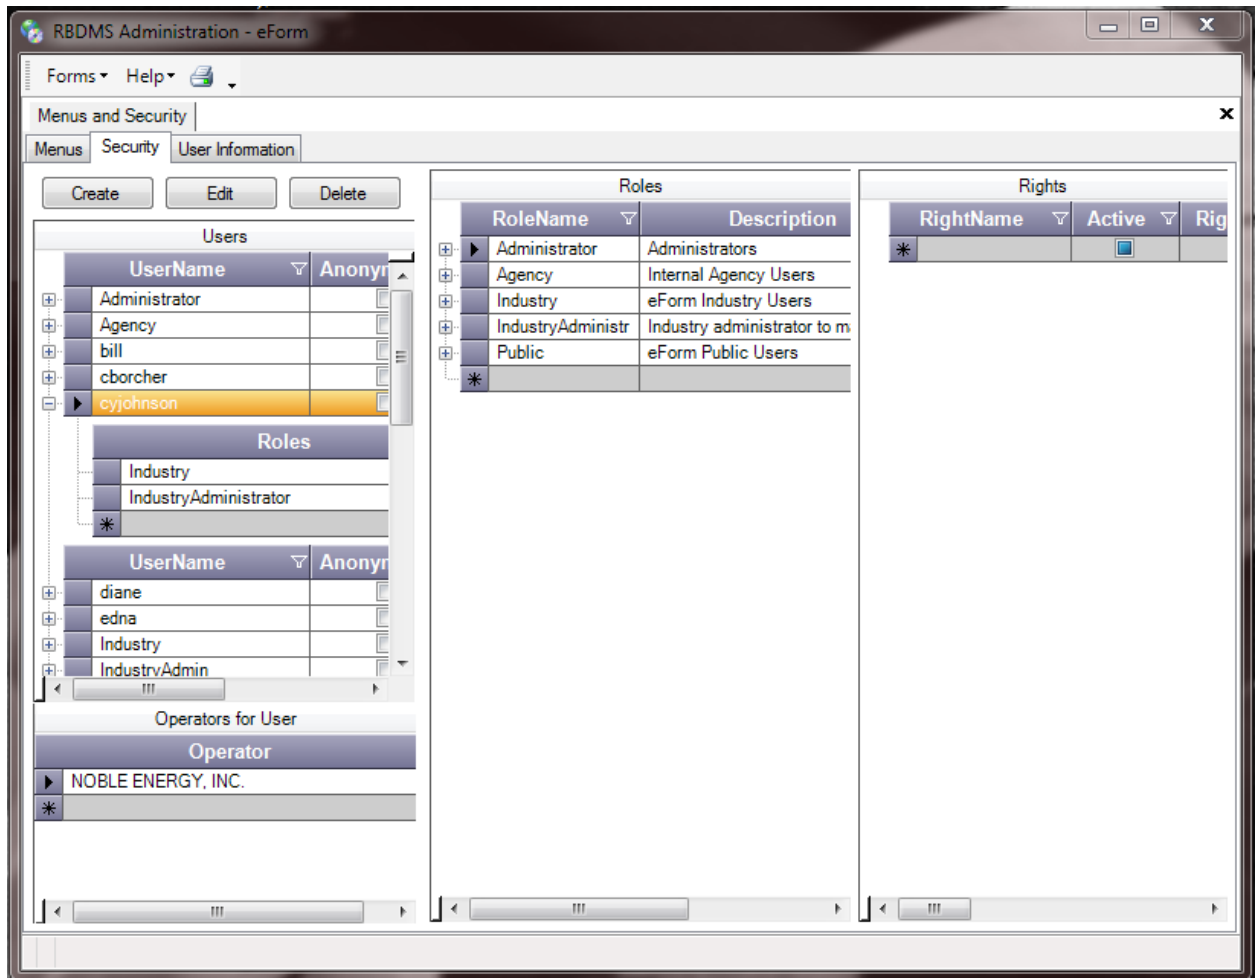 RBDMS Administration - eForm
Forms Help
Menus and Security
Menus Security User Information
Create Edit Delete
Users
UserName Anonyr
Administrator
Agency
bill
cborcher
cyjohnson
Roles
Industry
IndustryAdministrator
UserName Anonyr
diane
edna
Industry
IndustryAdmin
Operators for User
Operator
NOBLE ENERGY, INC.
Roles
RoleName Description
Administrator Administrators
Agency Internal Agency Users
Industry eForm Industry Users
IndustryAdministr Industry administrator to m
Public eForm Public Users
Rights
RightName Active Rig